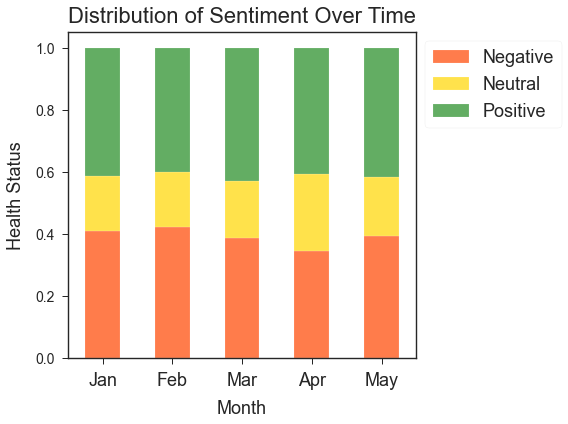 Distribution of Sentiment Over Time
Negative
Neutral
Positive
Health Status
1.0
0.8
0.6
0.4
0.2
0.0
Jan Feb Mar Apr May
Month